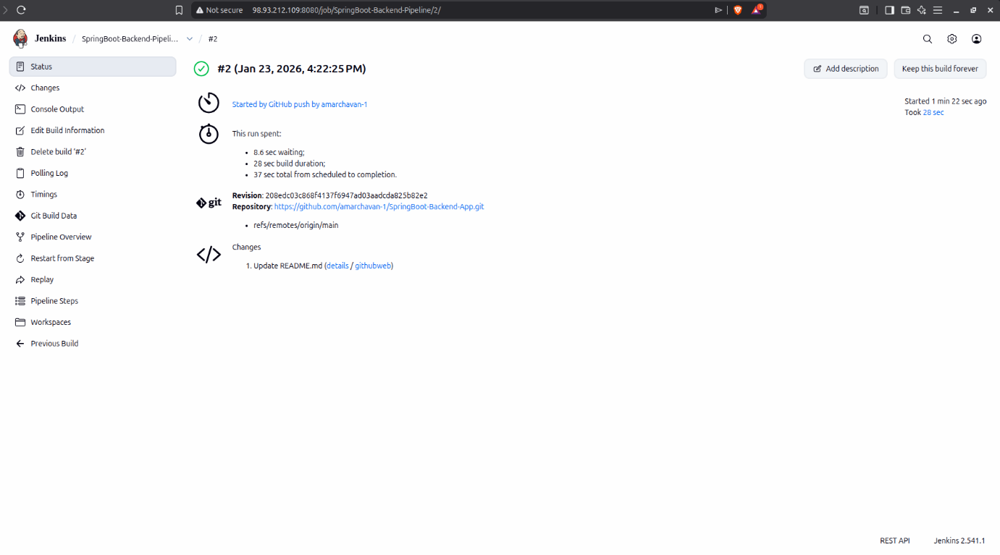 Not secure 98.93.212.109:8080/job/SpringBoot-Backend-Pipeline/2/
Jenkins / SpringBoot-Backend-Pipeli... / #2
Status
Changes
Console Output
Edit Build Information
Delete build ‘#2’
Polling Log
Timings
Git Build Data
Pipeline Overview
Restart from Stage
Replay
Pipeline Steps
Workspaces
Previous Build
#2 (Jan 23, 2026, 4:22:25 PM)
Add description
Keep this build forever
Started by GitHub push by amarchavan-1
Started 1 min 22 sec ago
Took 28 sec
This run spent:
• 8.6 sec waiting;
• 28 sec build duration;
• 37 sec total from scheduled to completion.
git
Revision: 208edc03c868f4137f6947ad03aadcda825b82e2
Repository: https://github.com/amarchavan-1/SpringBoot-Backend-App.git
• refs/remotes/origin/main
Changes
1. Update README.md (details / githubweb)
REST API
Jenkins 2.541.1